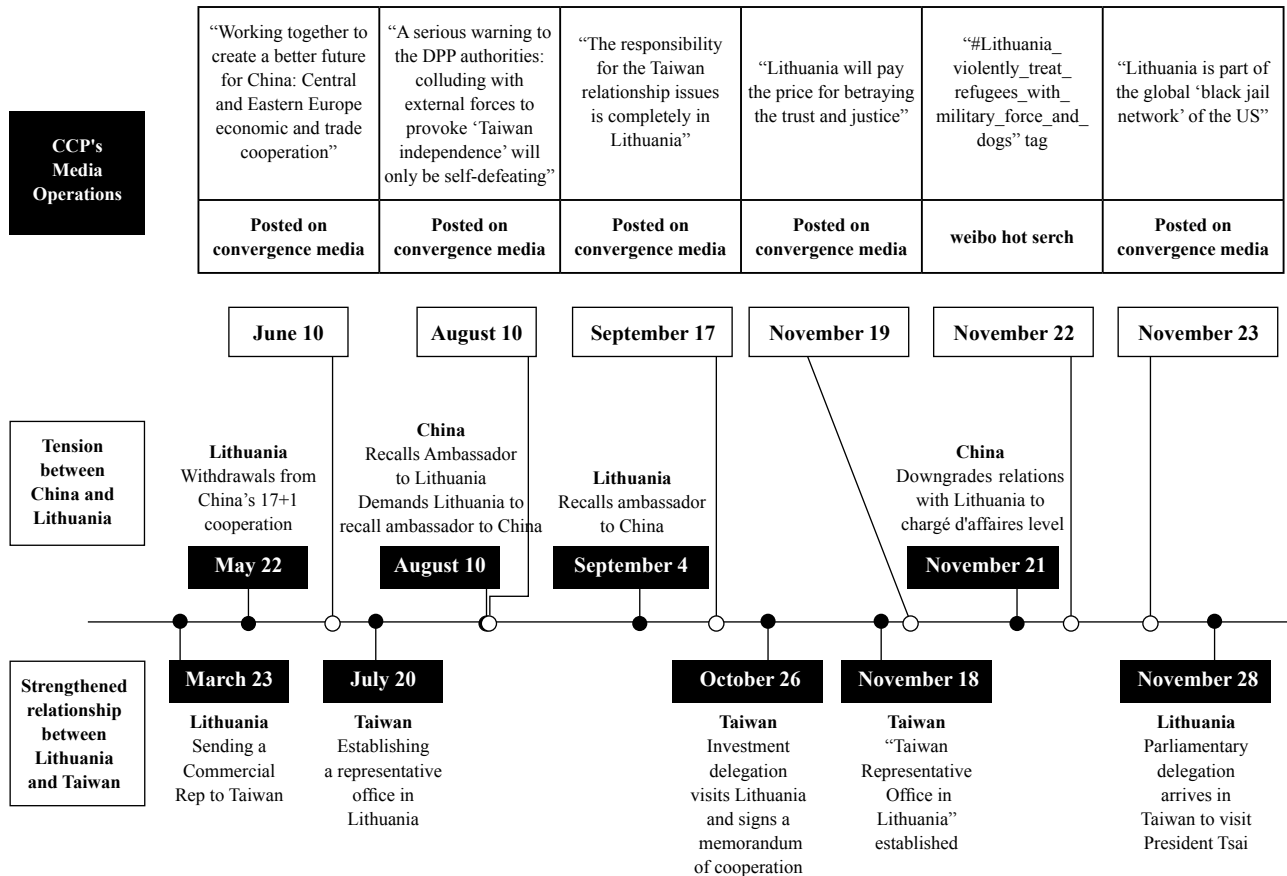 CCP's
Media
Operations
“Working together to
create a better future
for China: Central
and Eastern Europe
economic and trade
cooperation”
Posted on
convergence media
“A serious warning to
the DPP authorities:
colluding with
external forces to
provoke ‘Taiwan
independence’ will
only be self-defeating”
Posted on
convergence media
“The responsibility
for the Taiwan
relationship issues
is completely in
Lithuania”
Posted on
convergence media
“Lithuania will pay
the price for betraying
the trust and justice”
Posted on
convergence media
“#Lithuania_
violently_treat_
refugees_with_
military_force_and_
dogs” tag
weibo hot serch
“Lithuania is part of
the global ‘black jail
network’ of the US”
Posted on
convergence media
June 10
August 10
September 17
November 19
November 22
November 23
Tension
between
China and
Lithuania
Lithuania
Withdrawals from
China’s 17+1
cooperation
May 22
China
Recalls Ambassador
to Lithuania
Demands Lithuania to
recall ambassador to China
August 10
Lithuania
Recalls ambassador
to China
September 4
China
Downgrades relations
with Lithuania to
chargé d'affaires level
November 21
Strengthened
relationship
between
Lithuania
and Taiwan
March 23
Lithuania
Sending a
Commercial
Rep to Taiwan
July 20
Taiwan
Establishing
a representative
office in
Lithuania
October 26
Taiwan
Investment
delegation
visits Lithuania
and signs a
memorandum
of cooperation
November 18
Taiwan
“Taiwan
Representative
Office in
Lithuania”
established
November 28
Lithuania
Parliamentary
delegation
arrives in
Taiwan to visit
President Tsai